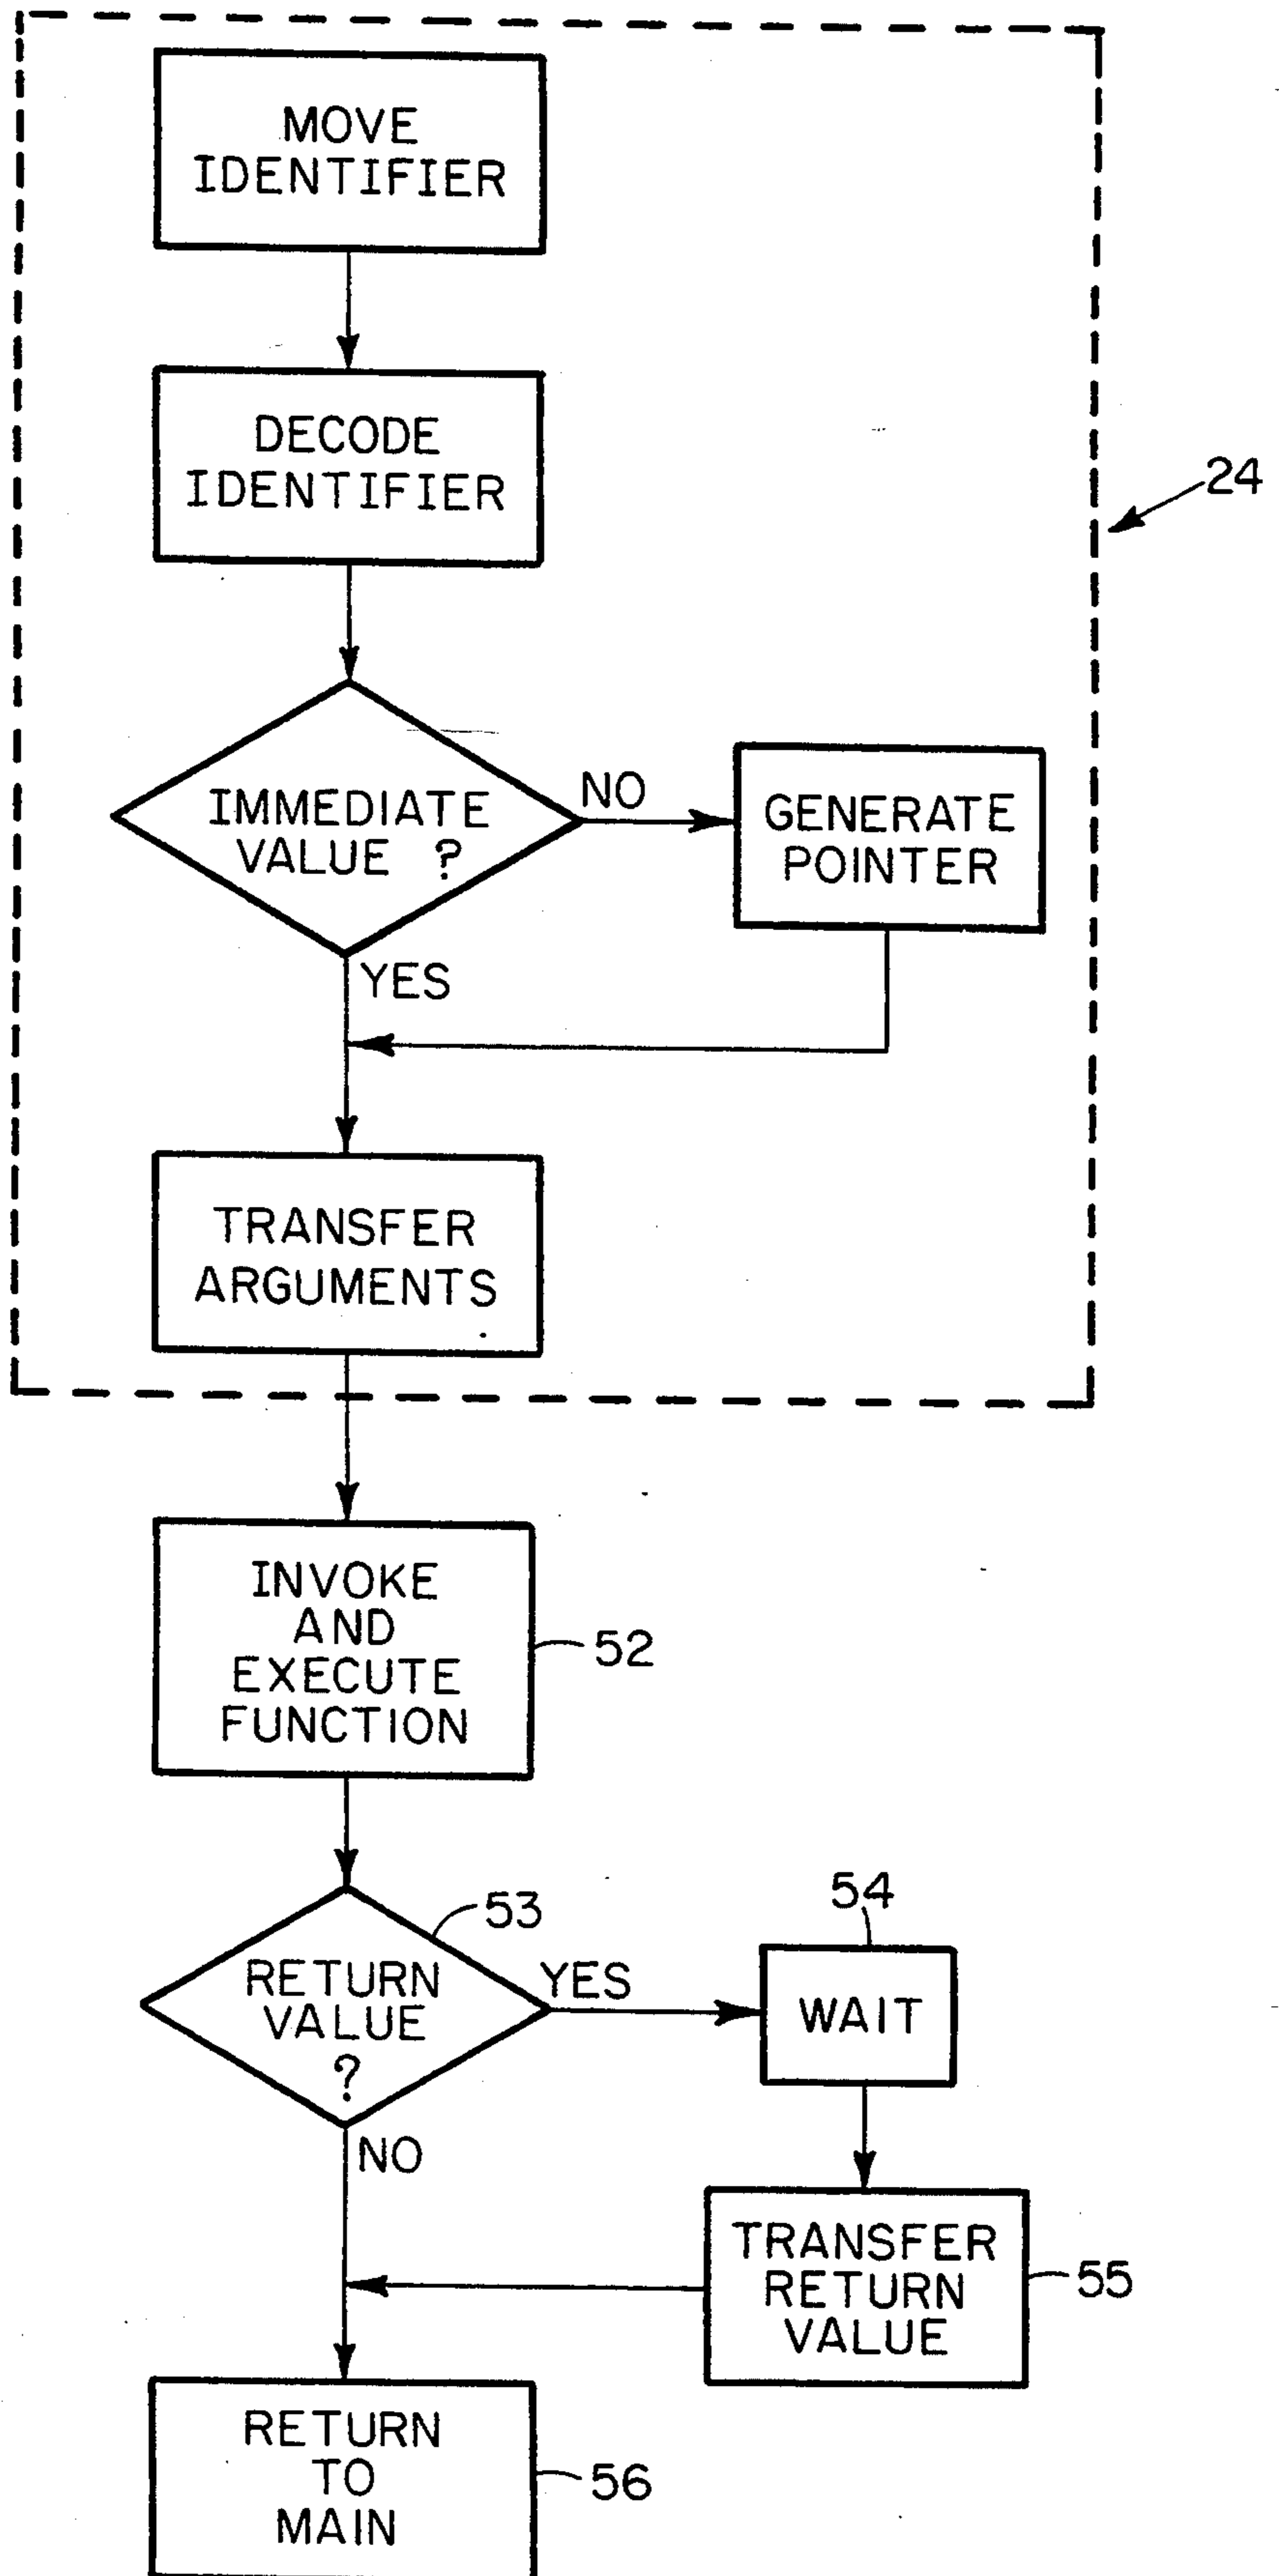 MOVE
IDENTIFIER
DECODE
IDENTIFIER
24
IMMEDIATE
VALUE ?
NO
GENERATE
POINTER
YES
TRANSFER
ARGUMENTS
INVOKE
AND
EXECUTE
FUNCTION
52
53
RETURN
VALUE
?
YES
54
WAIT
NO
TRANSFER
RETURN
VALUE
55
RETURN
TO
MAIN
56